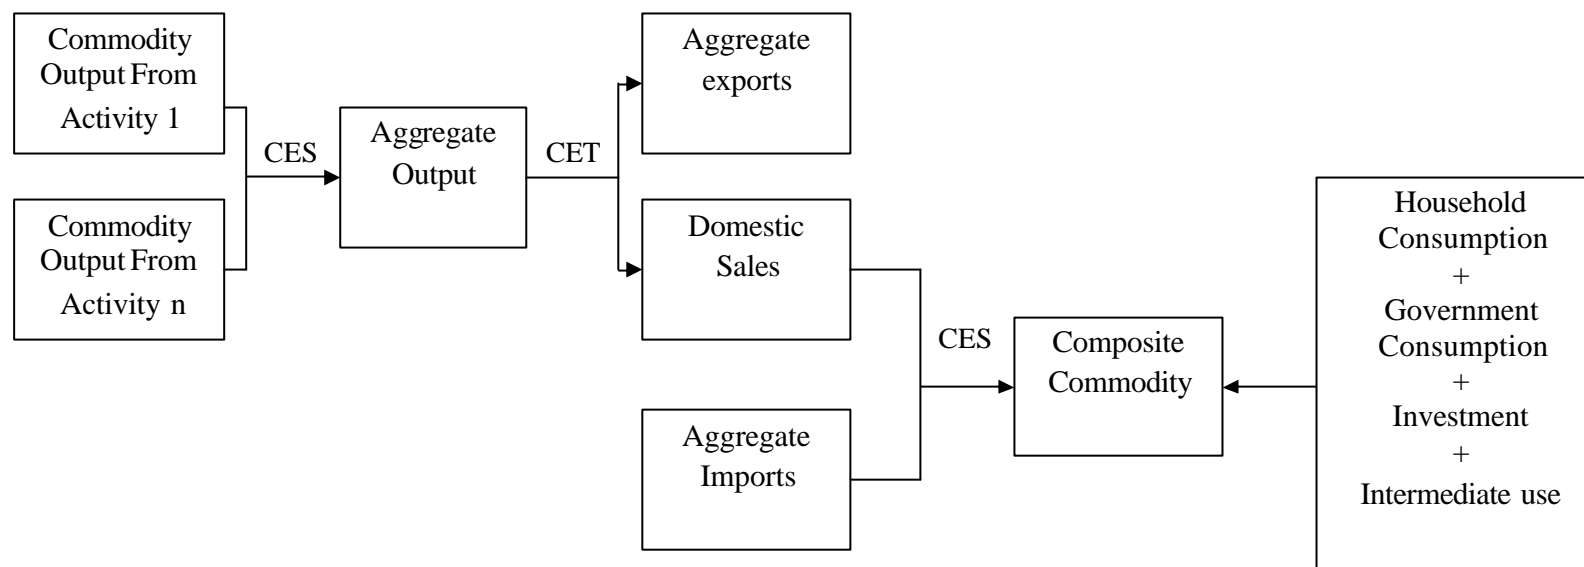 Commodity
Output From
Activity 1
CES
Aggregate
Output
CET
Aggregate
exports
Commodity
Output From
Activity n
Domestic
Sales
Aggregate
Imports
CES
Composite
Commodity
Household
Consumption
+
Government
Consumption
+
Investment
+
Intermediate use